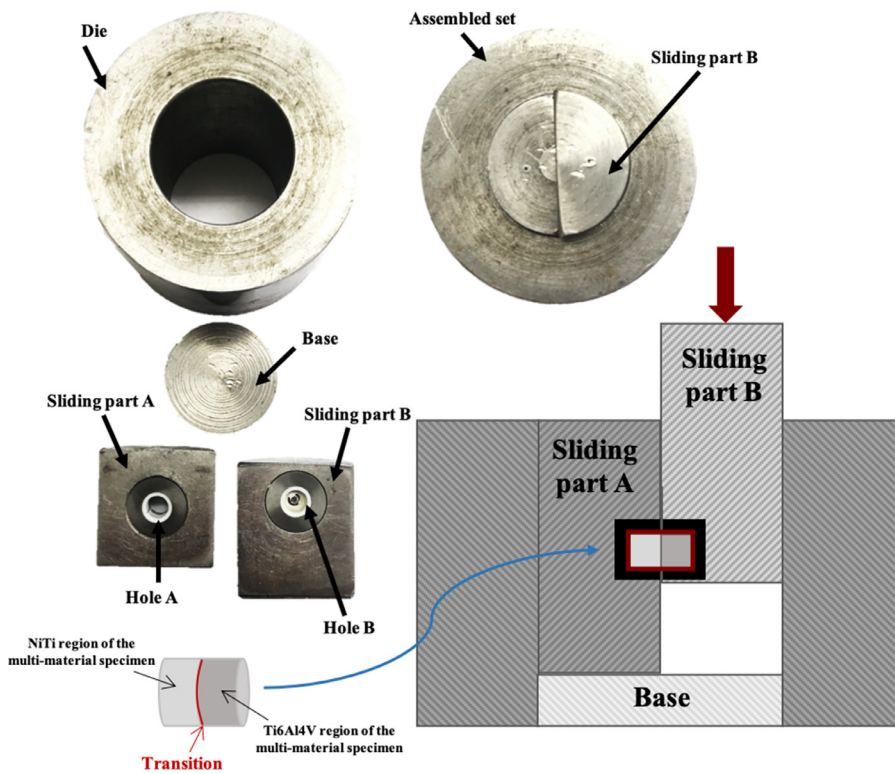 Die
Assembled set
Sliding part B
Base
Sliding part A
Sliding part B
Hole A
Hole B
NiTi region of the
multi-material specimen
Ti6Al4V region of the
multi-material specimen
Transition
Sliding
part B
Sliding
part A
Base